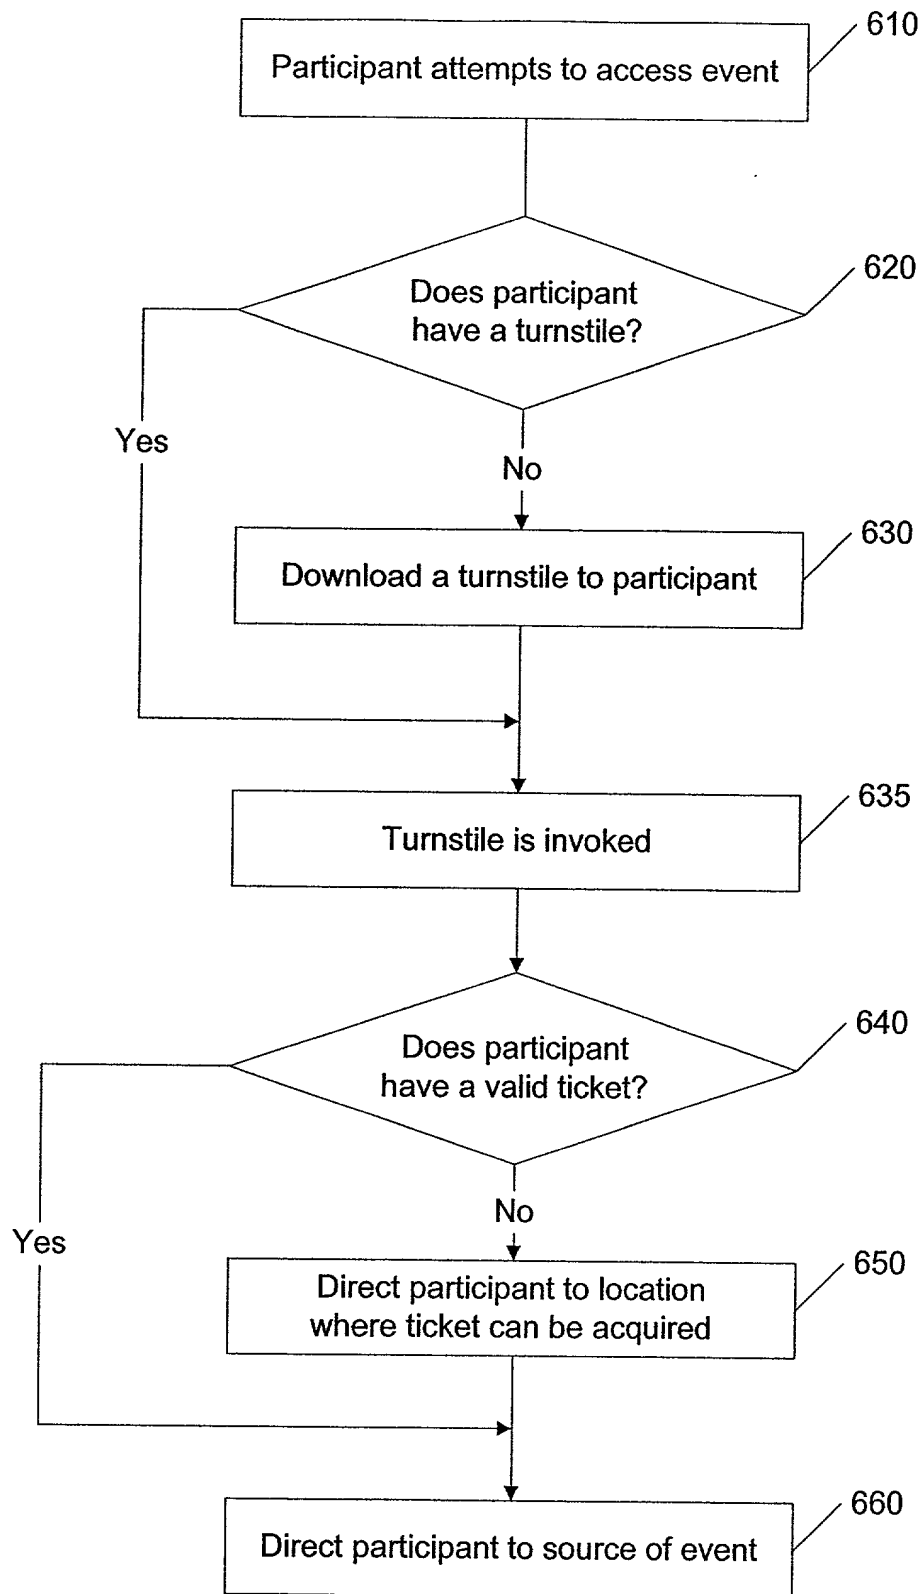 610
Participant attempts to access event
620
Does participant
have a turnstile?
Yes
No
630
Download a turnstile to participant
635
Turnstile is invoked
640
Does participant
have a valid ticket?
No
Yes
650
Direct participant to location
where ticket can be acquired
660
Direct participant to source of event